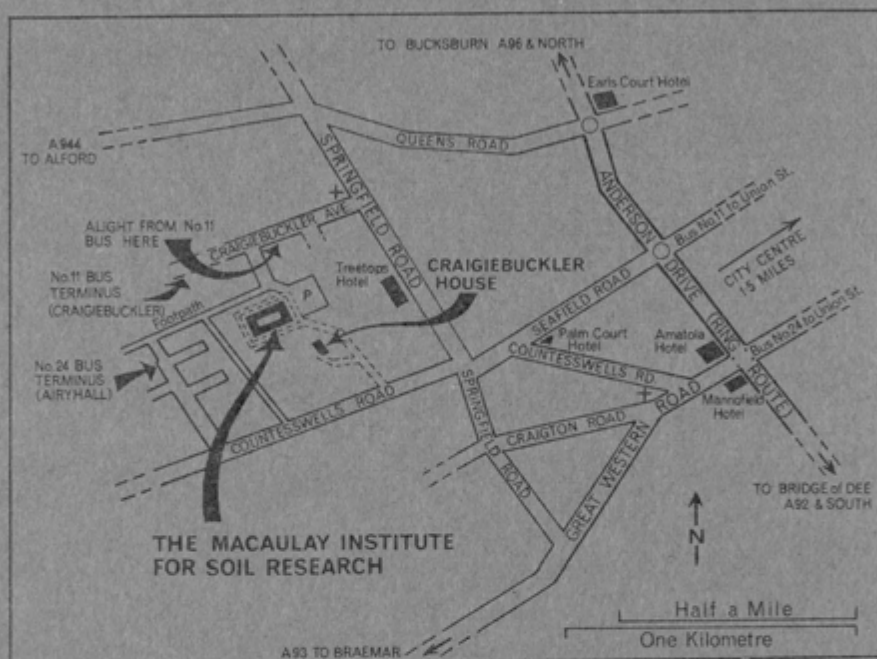 TO BUCKSBURN A96 & NORTH
Earls Court Hotel
A944
TO ALFORD
QUEENS ROAD
SPRINGFIELD ROAD
ANDERSON DRIVE (RING ROUTE)
Bus No.11 to Union St.
ALIGHT FROM No.11
BUS HERE
CRAIGIEBUCKLER AVE
CITY CENTRE
1·5 MILES
No.11 BUS
TERMINUS
(CRAIGIEBUCKLER)
Footpath
P
Treetops
Hotel
CRAIGIEBUCKLER
HOUSE
SEAFIELD ROAD
Palm Court
Hotel
Amatola
Hotel
Bus No.24 to Union St.
No.24 BUS
TERMINUS
(AIRYHALL)
COUNTESSWELLS RD.
Mannofield
Hotel
COUNTESSWELLS ROAD
SPRINGFIELD ROAD
CRAIGTON ROAD
GREAT WESTERN ROAD
TO BRIDGE of DEE
A92 & SOUTH
THE MACAULAY INSTITUTE
FOR SOIL RESEARCH
N
Half a Mile
One Kilometre
A93 TO BRAEMAR